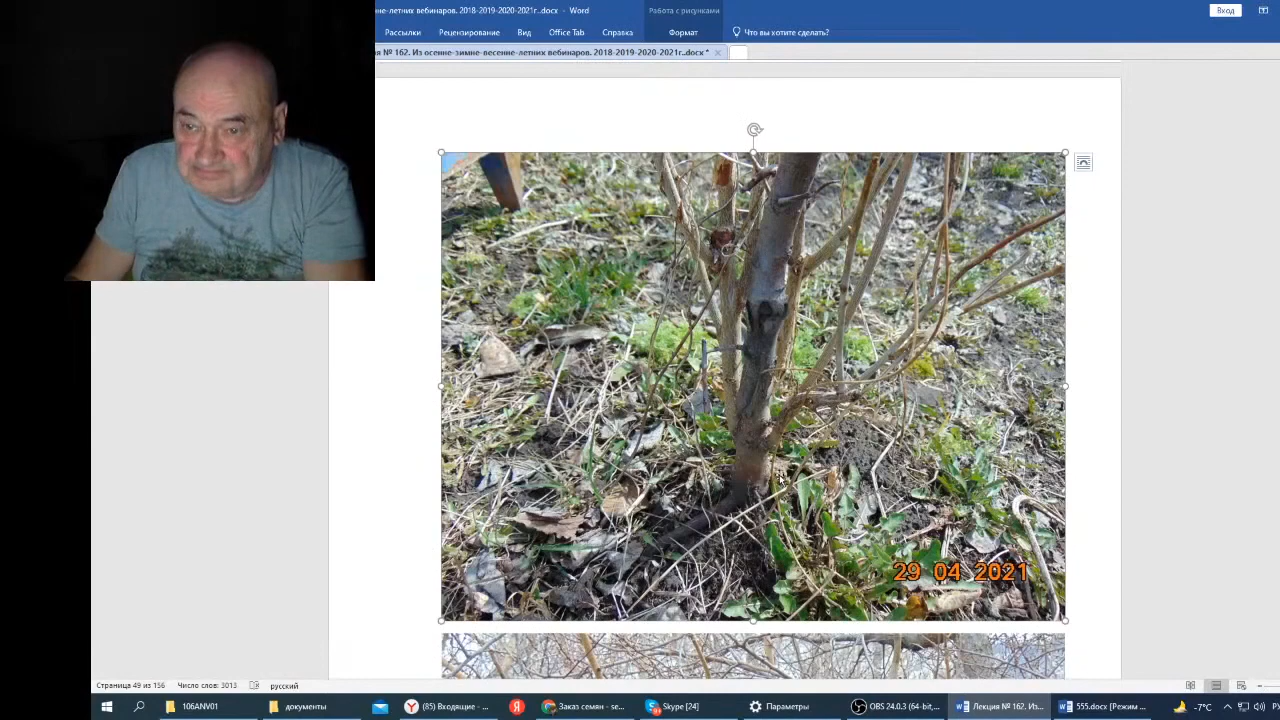 не-летних вебинаров. 2018-2019-2020-2021г..docx - Word
Работа с рисунками
Вход
Рассылки Рецензирование Вид Office Tab Справка Формат Что вы хотите сделать?
я № 162. Из осенне-зимне-весенне-летних вебинаров. 2018-2019-2020-2021г..docx *
29 04 2021
Страница 49 из 156 Число слов: 3013 русский
106ANV01 документы (85) Входящие - ... Заказ семян - se... Skype [24] Параметры OBS 24.0.3 (64-bit,... Лекция № 162. Из... 555.docx [Режим ... -7°C